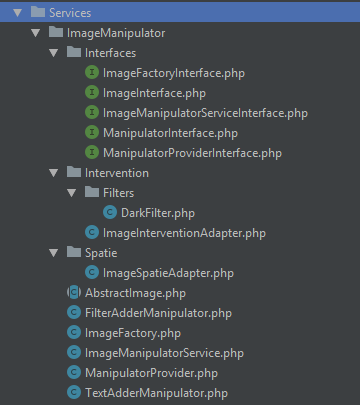 Services
ImageManipulator
Interfaces
ImageFactoryInterface.php
ImageInterface.php
ImageManipulatorServiceInterface.php
ManipulatorInterface.php
ManipulatorProviderInterface.php
Intervention
Filters
DarkFilter.php
ImageInterventionAdapter.php
Spatie
ImageSpatieAdapter.php
AbstractImage.php
FilterAdderManipulator.php
ImageFactory.php
ImageManipulatorService.php
ManipulatorProvider.php
TextAdderManipulator.php